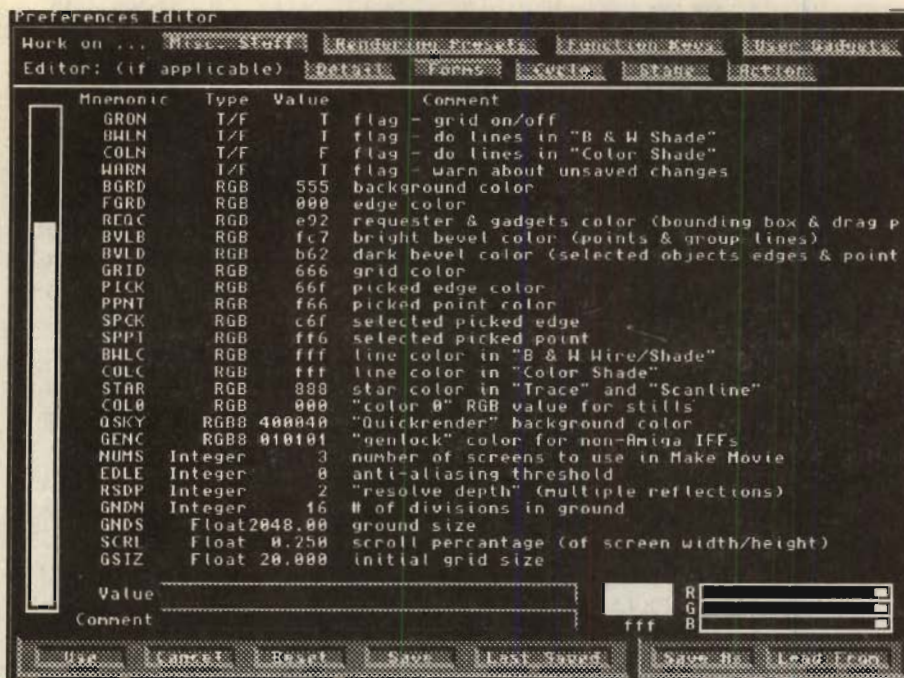 Preferences Editor
Work on ... Misc. Stuff Rendering Presets Function Keys User Gadgets
Editor: (if applicable) Detail Forms Cycle Stage Action
Mnemonic Type Value Comment
GRON T/F T flag - grid on/off
BWLN T/F T flag - do lines in "B & W Shade"
COLN T/F F flag - do lines in "Color Shade"
WARN T/F T flag - warn about unsaved changes
BGRD RGB 555 background color
FGRD RGB 000 edge color
REQC RGB e92 requester & gadgets color (bounding box & drag p
BVLB RGB fc7 bright bevel color (points & group lines)
BVLD RGB b62 dark bevel color (selected objects edges & point
GRID RGB 666 grid color
PICK RGB 66f picked edge color
PPNT RGB f66 picked point color
SPCK RGB c6f selected picked edge
SPPT RGB ff6 selected picked point
BWLC RGB fff line color in "B & W Wire/Shade"
COLC RGB fff line color in "Color Shade"
STAR RGB 888 star color in "Trace" and "Scanline"
COL0 RGB 000 "color 0" RGB value for stills
QSKY RGB8 400040 "Quickrender" background color
GENC RGB8 010101 "genlock" color for non-Amiga IFFs
NUMS Integer 3 number of screens to use in Make Movie
EDLE Integer 0 anti-aliasing threshold
RSDP Integer 2 "resolve depth" (multiple reflections)
GNDN Integer 16 # of divisions in ground
GNDS Float 2048.00 ground size
SCRL Float 0.250 scroll percantage (of screen width/height)
GSIZ Float 20.000 initial grid size
Value
Comment
fff
R
G
B
Use Cancel Reset Save Last Saved Save As Load From